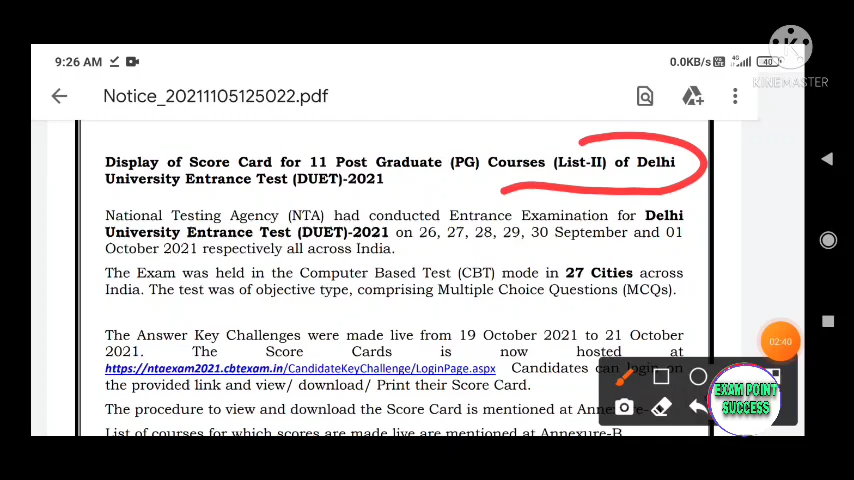 9:26 AM
0.0KB/s
4G
40
KINEMASTER
Notice_20211105125022.pdf
Display of Score Card for 11 Post Graduate (PG) Courses (List-II) of Delhi
University Entrance Test (DUET)-2021
National Testing Agency (NTA) had conducted Entrance Examination for Delhi
University Entrance Test (DUET)-2021 on 26, 27, 28, 29, 30 September and 01
October 2021 respectively all across India.
The Exam was held in the Computer Based Test (CBT) mode in 27 Cities across
India. The test was of objective type, comprising Multiple Choice Questions (MCQs).
The Answer Key Challenges were made live from 19 October 2021 to 21 October
2021. The Score Cards is now hosted at
https://ntaexam2021.cbtexam.in/CandidateKeyChallenge/LoginPage.aspx Candidates can login on
the provided link and view/ download/ Print their Score Card.
The procedure to view and download the Score Card is mentioned at
List of courses for which scores are made live are mentioned at Annexure-B
02:40
EXAM POINT
SUCCESS